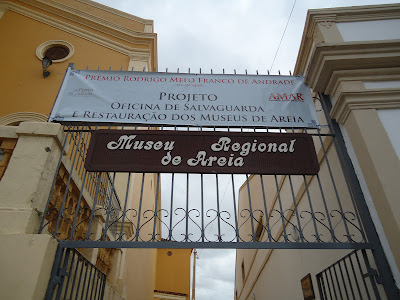 Prêmio Rodrigo Melo Franco de Andrade
Projeto
Oficina de Salvaguarda
e Restauração dos Museus de Areia
AMAR
Museu Regional
de Areia